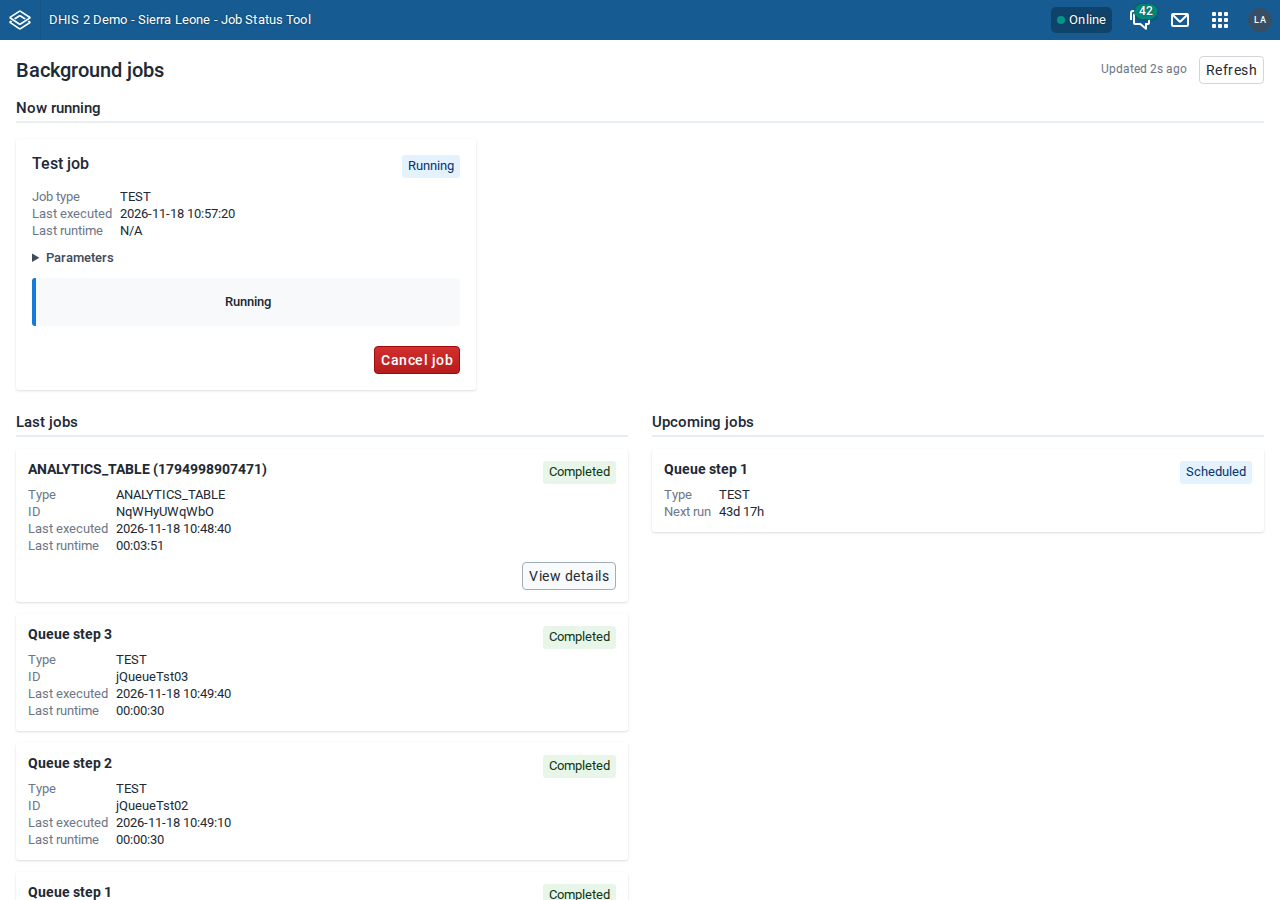 DHIS 2 Demo - Sierra Leone - Job Status Tool
Online
42
LA
Background jobs
Updated 2s ago
Refresh
Now running
Test job
Running
Job type TEST
Last executed 2026-11-18 10:57:20
Last runtime N/A
Parameters
Running
Cancel job
Last jobs
ANALYTICS_TABLE (1794998907471)
Completed
Type ANALYTICS_TABLE
ID NqWHyUWqWbO
Last executed 2026-11-18 10:48:40
Last runtime 00:03:51
View details
Queue step 3
Completed
Type TEST
ID jQueueTst03
Last executed 2026-11-18 10:49:40
Last runtime 00:00:30
Queue step 2
Completed
Type TEST
ID jQueueTst02
Last executed 2026-11-18 10:49:10
Last runtime 00:00:30
Queue step 1
Completed
Upcoming jobs
Queue step 1
Scheduled
Type TEST
Next run 43d 17h